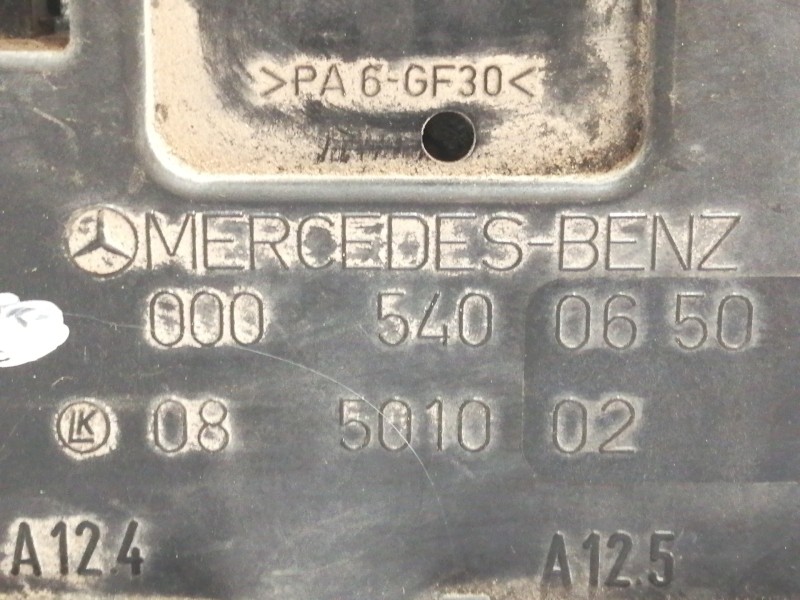 >PA 6-GF30<
MERCEDES-BENZ
000 540 06 50
LK 08 5010 02
A12.4 A12.5